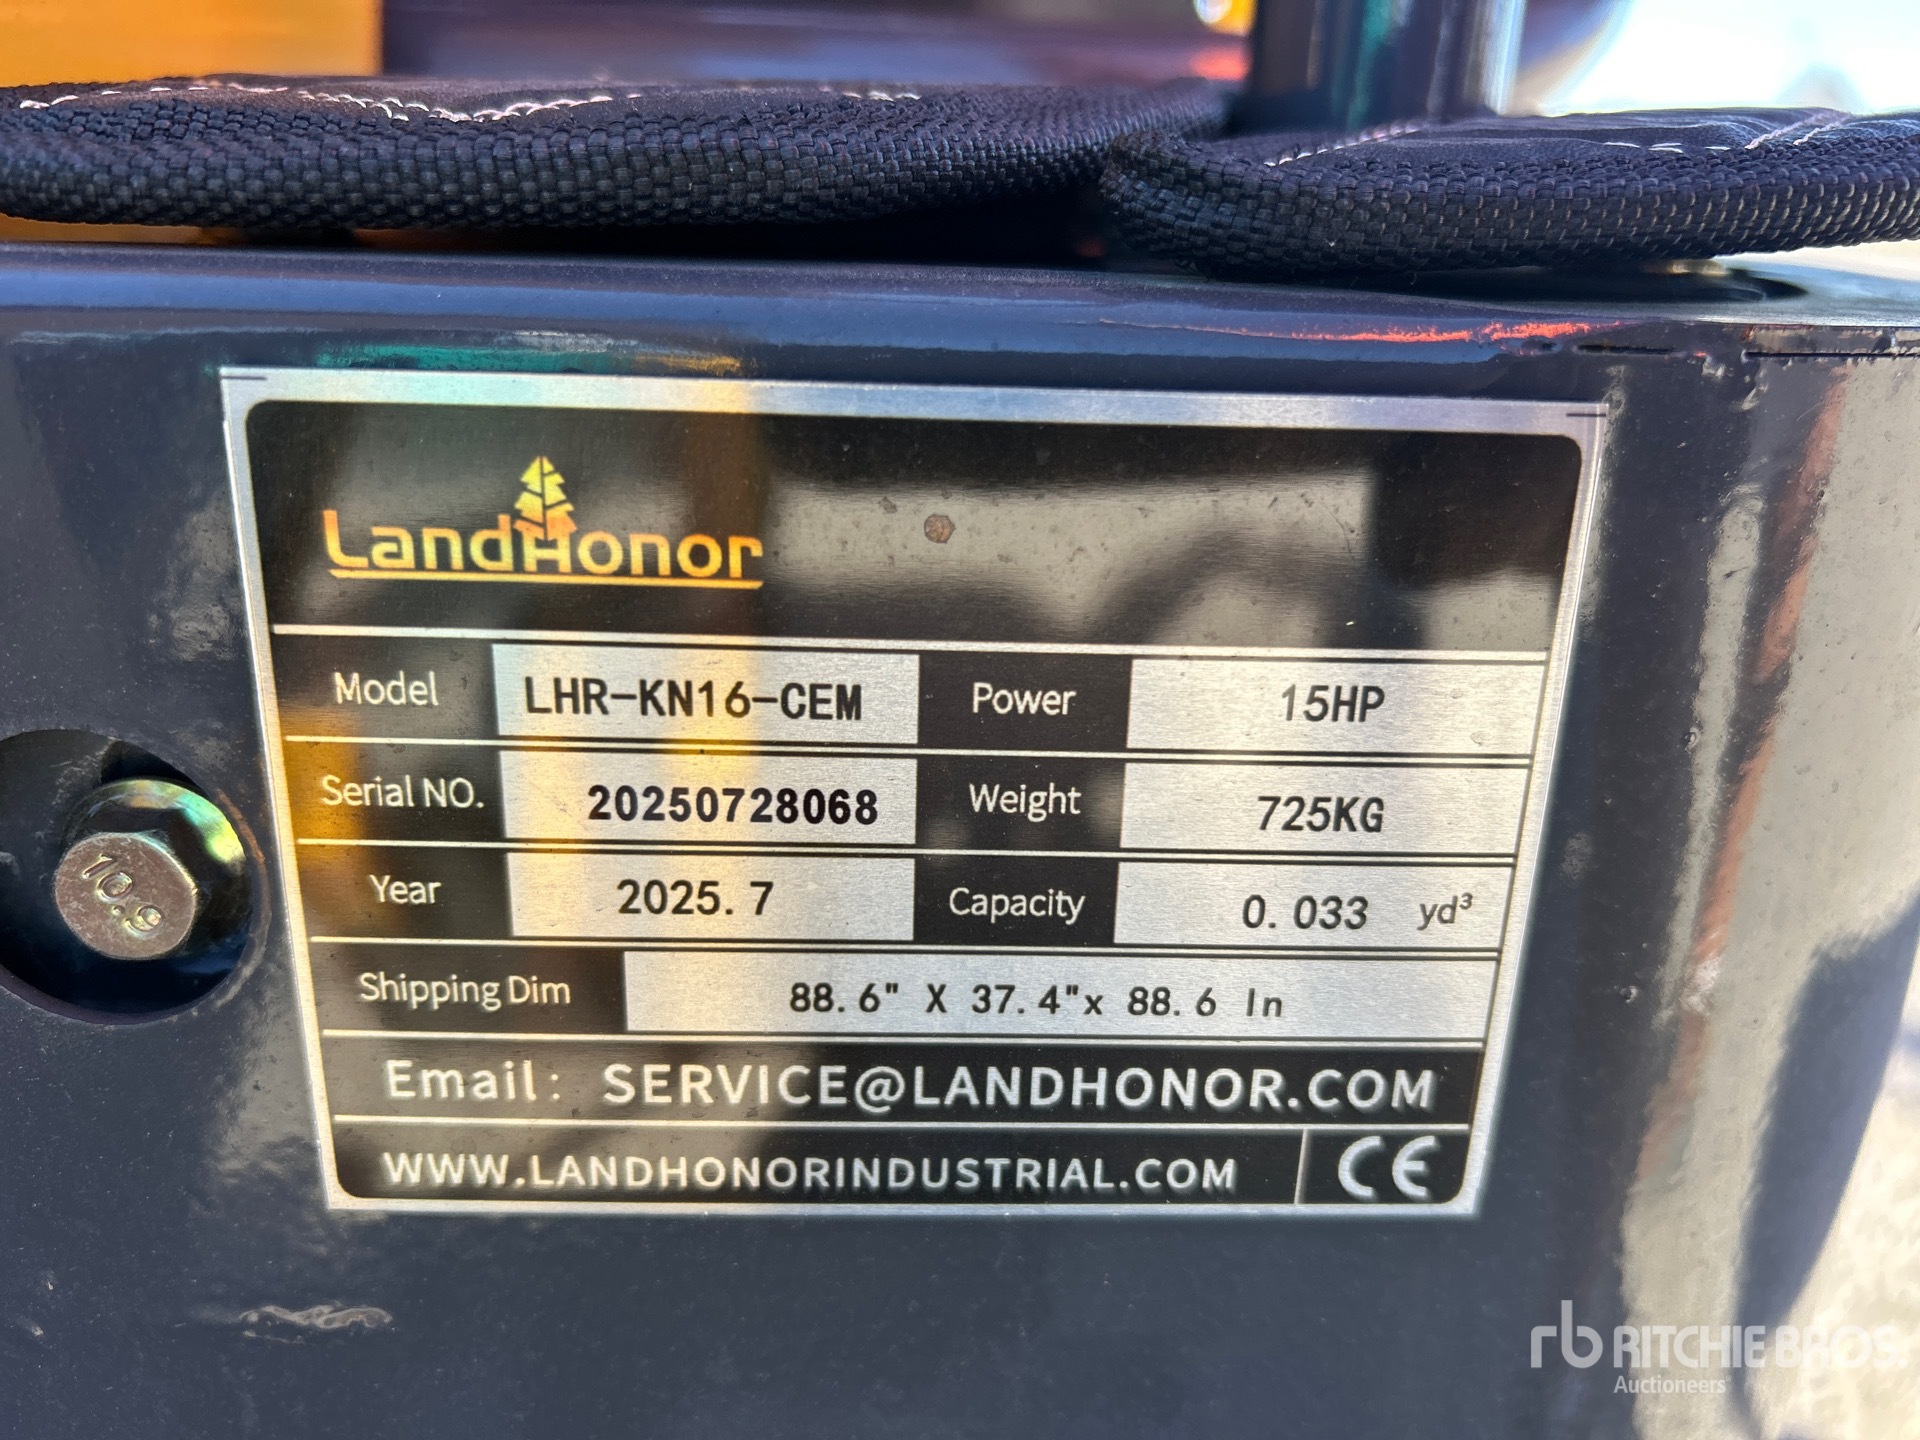 LandHonor
Model LHR-KN16-CEM Power 15HP
Serial NO. 20250728068 Weight 725KG
Year 2025.7 Capacity 0.033 yd³
Shipping Dim 88.6" X 37.4"x 88.6 In
Email: SERVICE@LANDHONOR.COM
WWW.LANDHONORINDUSTRIAL.COM CE
10.9
rb RITCHIE BROS.
Auctioneers